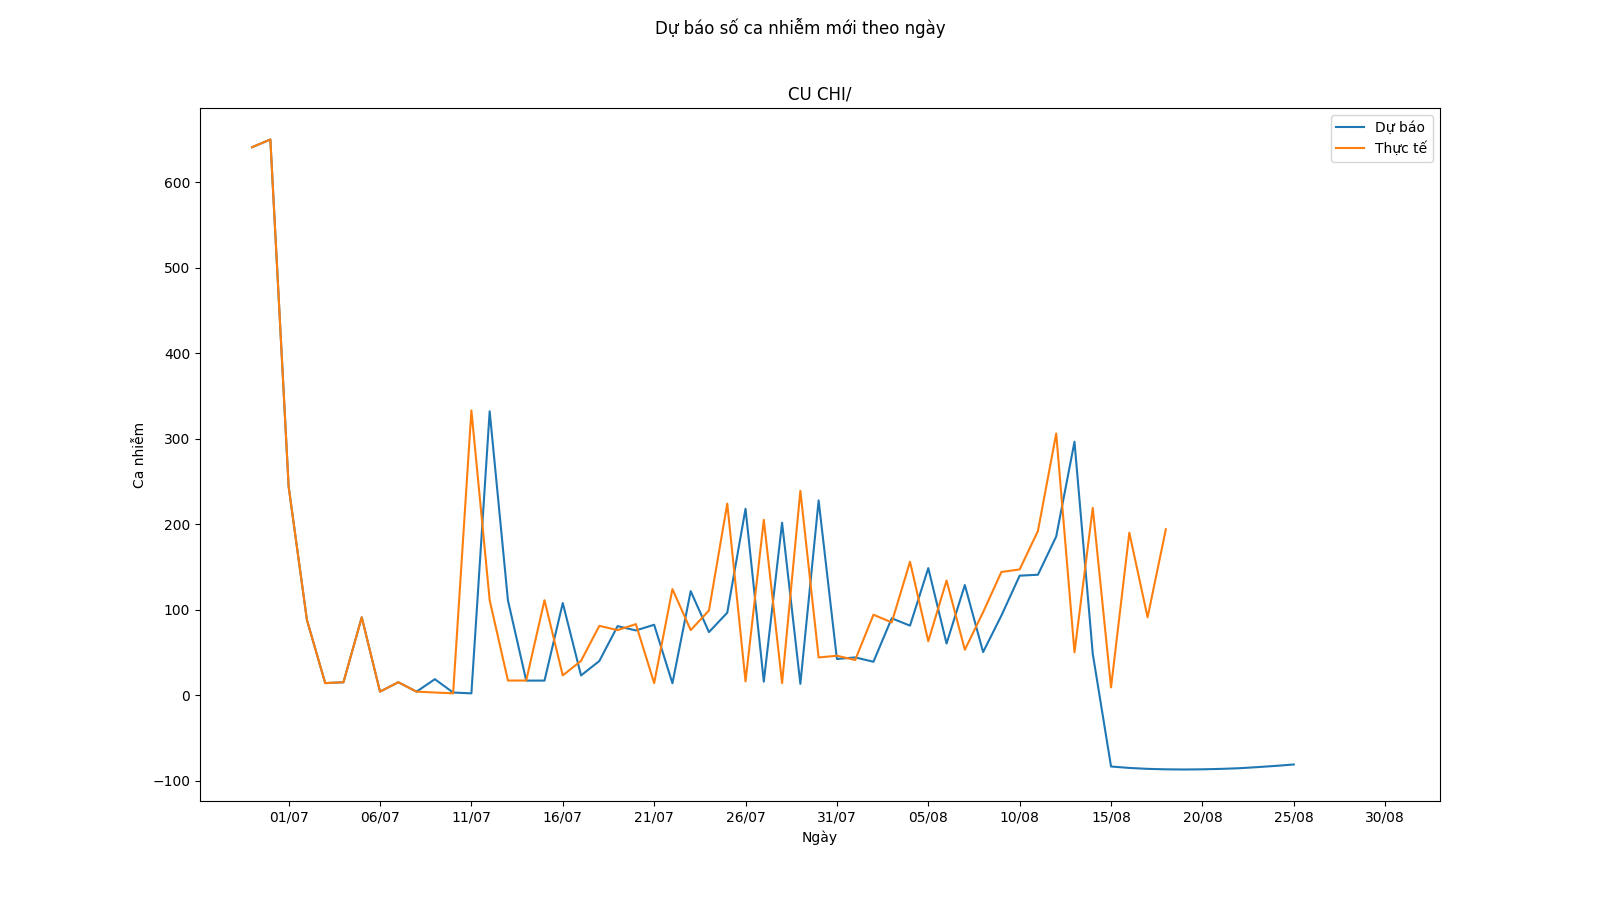 Dự báo số ca nhiễm mới theo ngày
CU CHI/
Dự báo
Thực tế
600
500
400
300
200
100
0
−100
Ca nhiễm
01/07 06/07 11/07 16/07 21/07 26/07 31/07 05/08 10/08 15/08 20/08 25/08 30/08
Ngày